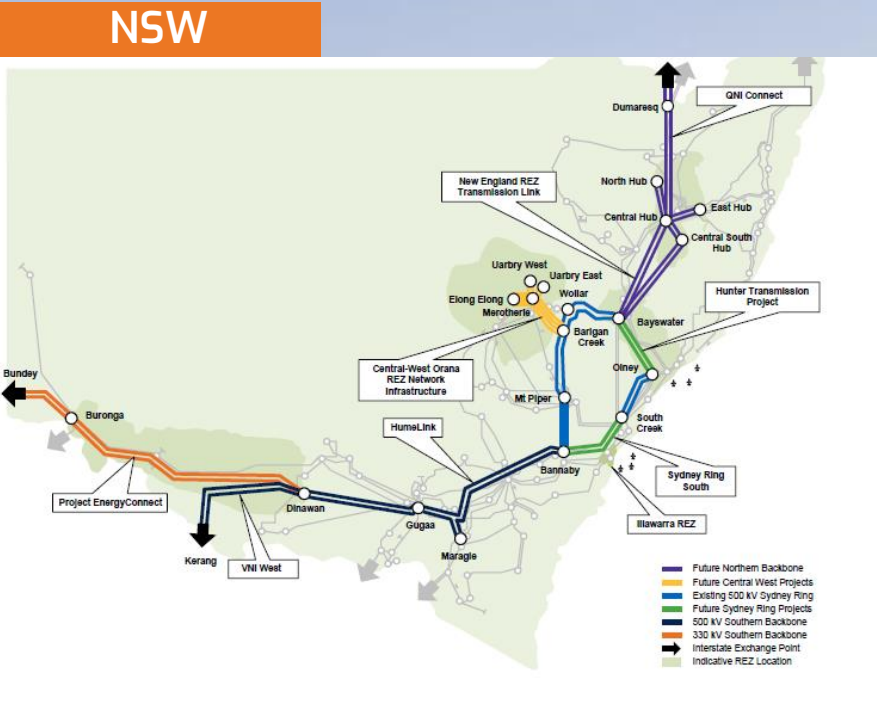 NSW
QNI Connect
Dumaresq
New England REZ
Transmission Link
North Hub
East Hub
Central Hub
Central South
Hub
Uarbry West
Uarbry East
Wollar
Elong Elong
Merotherie
Hunter Transmission
Project
Bayswater
Barigan
Creek
Olney
Central-West Orana
REZ Network
Infrastructure
Bundey
Mt Piper
Buronga
HumeLink
South
Creek
Bannaby
Sydney Ring
South
Project EnergyConnect
Dinawan
Gugaa
Illawarra REZ
Maragle
Kerang
VNI West
Future Northern Backbone
Future Central West Projects
Existing 500 kV Sydney Ring
Future Sydney Ring Projects
500 kV Southern Backbone
330 kV Southern Backbone
Interstate Exchange Point
Indicative REZ Location